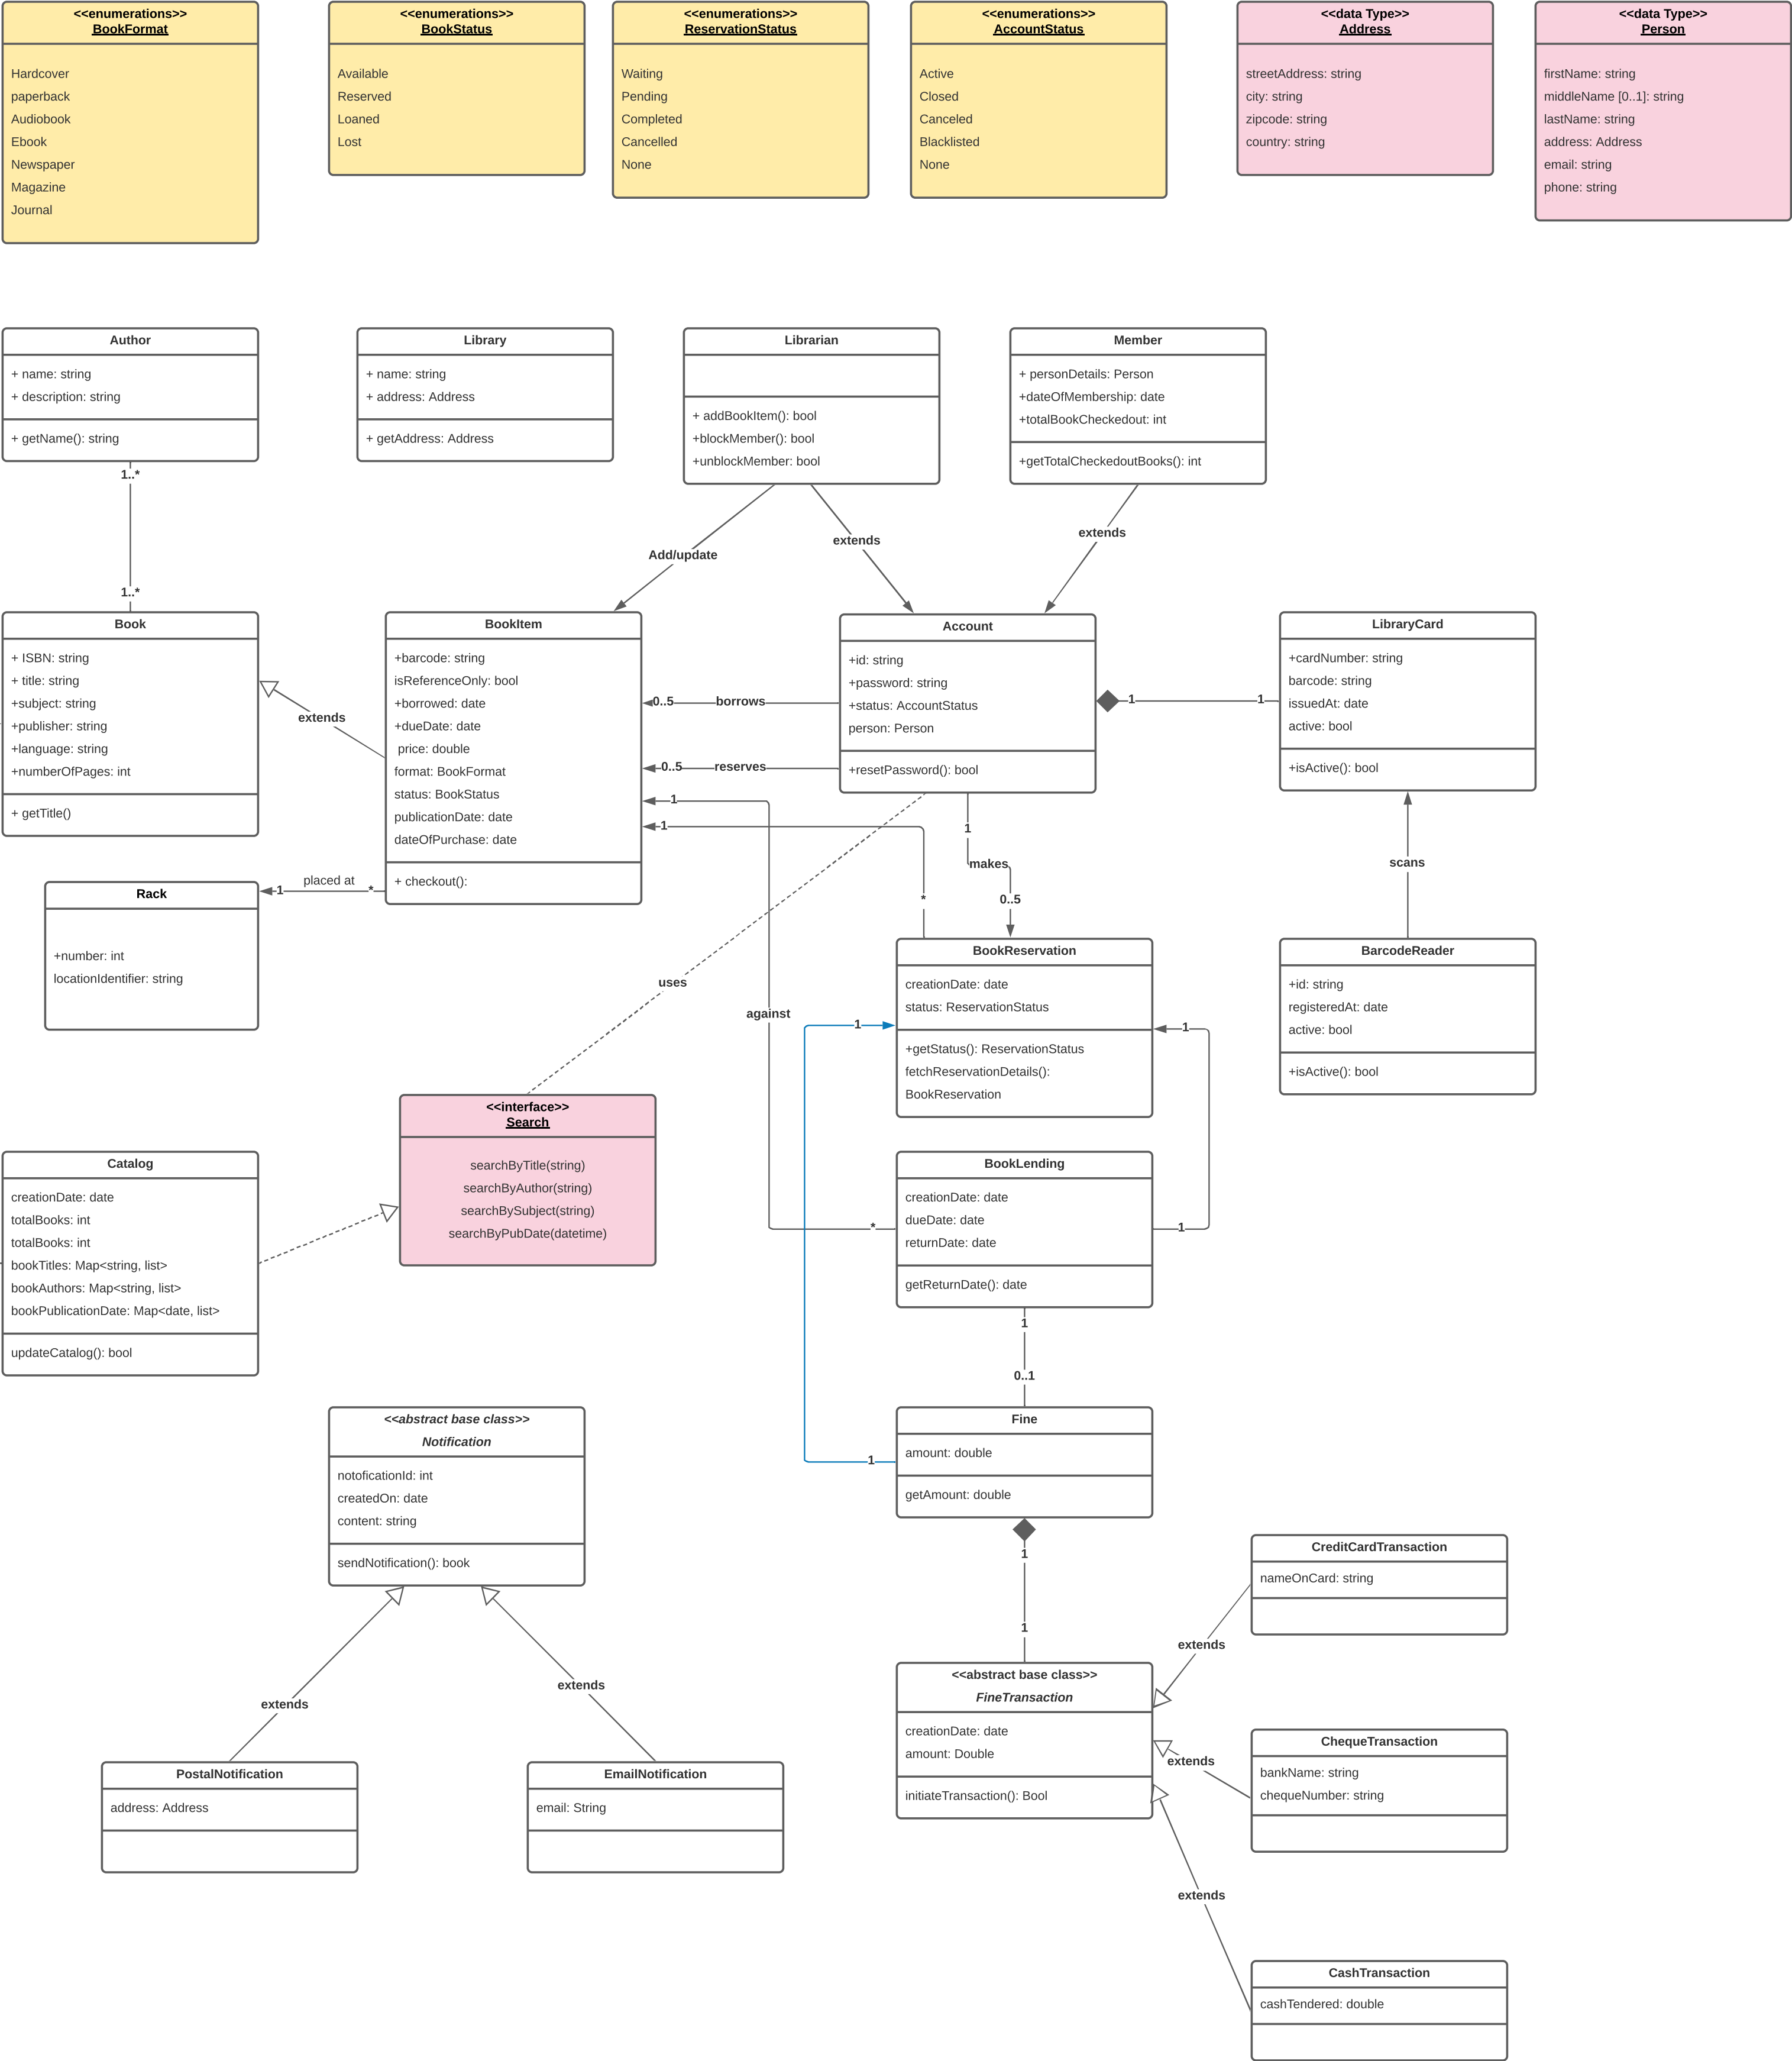 <<enumerations>>
BookFormat
Hardcover
paperback
Audiobook
Ebook
Newspaper
Magazine
Journal
<<enumerations>>
BookStatus
Available
Reserved
Loaned
Lost
<<enumerations>>
ReservationStatus
Waiting
Pending
Completed
Cancelled
None
<<enumerations>>
AccountStatus
Active
Closed
Canceled
Blacklisted
None
<<data Type>>
Address
streetAddress: string
city: string
zipcode: string
country: string
<<data Type>>
Person
firstName: string
middleName [0..1]: string
lastName: string
address: Address
email: string
phone: string
Author
+ name: string
+ description: string
+ getName(): string
Library
+ name: string
+ address: Address
+ getAddress: Address
Librarian
+ addBookItem(): bool
+blockMember(): bool
+unblockMember: bool
Member
+ personDetails: Person
+dateOfMembership: date
+totalBookCheckedout: int
+getTotalCheckedoutBooks(): int
1..*
1..*
Add/update
extends
extends
Book
+ ISBN: string
+ title: string
+subject: string
+publisher: string
+language: string
+numberOfPages: int
+ getTitle()
extends
BookItem
+barcode: string
isReferenceOnly: bool
+borrowed: date
+dueDate: date
price: double
format: BookFormat
status: BookStatus
publicationDate: date
dateOfPurchase: date
+ checkout():
0..5
borrows
0..5
reserves
1
1
Account
+id: string
+password: string
+status: AccountStatus
person: Person
+resetPassword(): bool
1
1
LibraryCard
+cardNumber: string
barcode: string
issuedAt: date
active: bool
+isActive(): bool
scans
1
makes
0..5
*
placed at
1
*
Rack
+number: int
locationIdentifier: string
uses
against
BookReservation
creationDate: date
status: ReservationStatus
+getStatus(): ReservationStatus
fetchReservationDetails():
BookReservation
1
1
BarcodeReader
+id: string
registeredAt: date
active: bool
+isActive(): bool
<<interface>>
Search
searchByTitle(string)
searchByAuthor(string)
searchBySubject(string)
searchByPubDate(datetime)
Catalog
creationDate: date
totalBooks: int
totalBooks: int
bookTitles: Map<string, list>
bookAuthors: Map<string, list>
bookPublicationDate: Map<date, list>
updateCatalog(): bool
BookLending
creationDate: date
dueDate: date
returnDate: date
getReturnDate(): date
*
1
1
0..1
<<abstract base class>>
Notification
notoficationId: int
createdOn: date
content: string
sendNotification(): book
Fine
amount: double
getAmount: double
1
1
1
extends
extends
PostalNotification
address: Address
EmailNotification
email: String
<<abstract base class>>
FineTransaction
creationDate: date
amount: Double
initiateTransaction(): Bool
CreditCardTransaction
nameOnCard: string
extends
extends
ChequeTransaction
bankName: string
chequeNumber: string
extends
CashTransaction
cashTendered: double